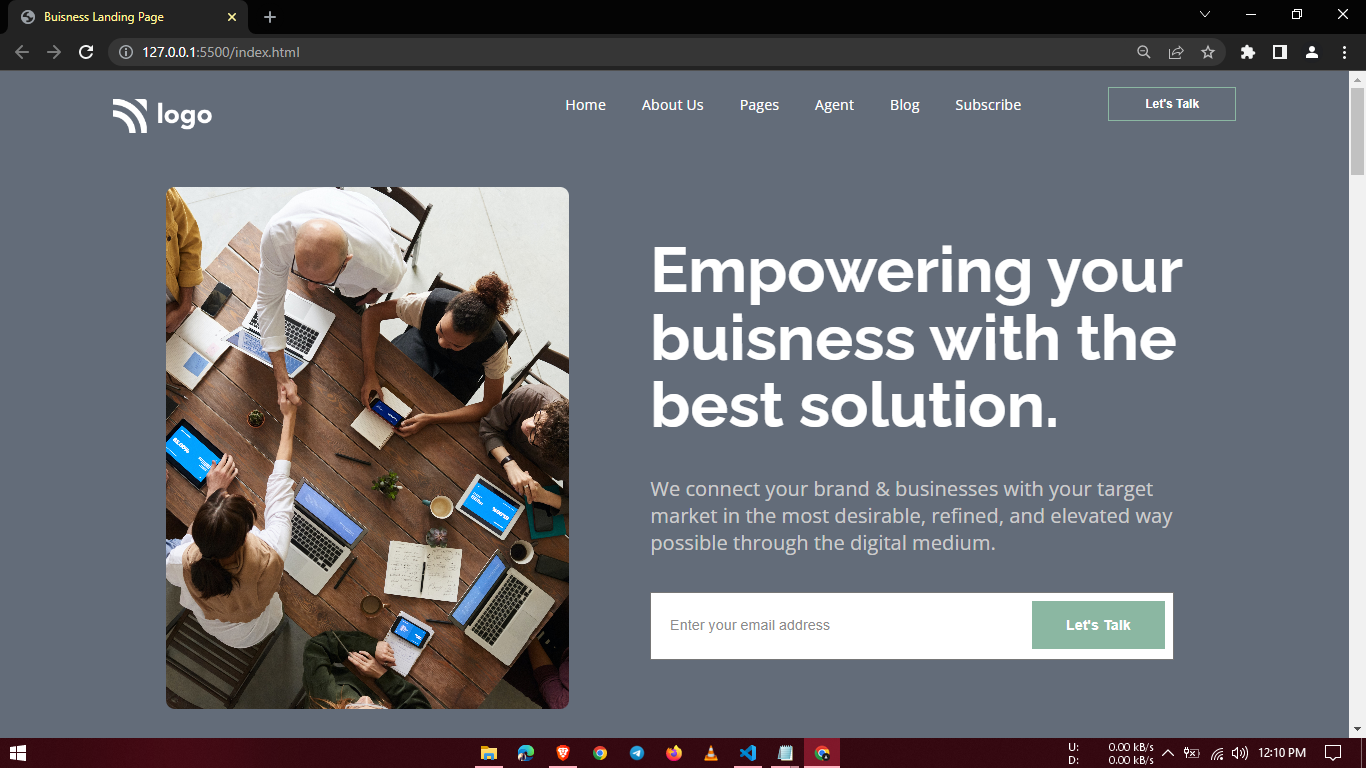 Buisness Landing Page
127.0.0.1:5500/index.html
logo
Home About Us Pages Agent Blog Subscribe Let's Talk
Empowering your
buisness with the
best solution.
We connect your brand & businesses with your target
market in the most desirable, refined, and elevated way
possible through the digital medium.
Enter your email address Let's Talk
U: 0.00 kB/s
D: 0.00 kB/s
12:10 PM